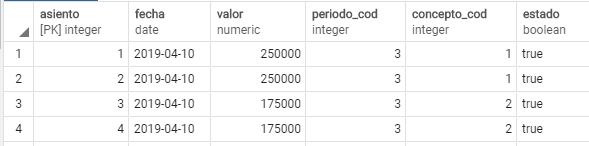 asiento fecha valor periodo_cod concepto_cod estado
[PK] integer date numeric integer integer boolean
1 1 2019-04-10 250000 3 1 true
2 2 2019-04-10 250000 3 1 true
3 3 2019-04-10 175000 3 2 true
4 4 2019-04-10 175000 3 2 true